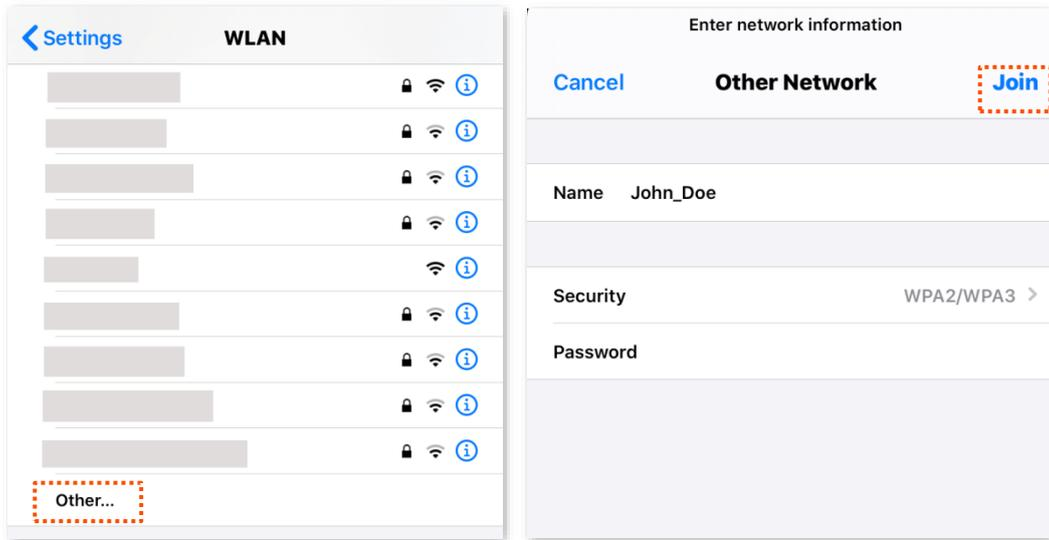 Settings WLAN
Other...
Enter network information
Cancel Other Network Join
Name John_Doe
Security WPA2/WPA3
Password